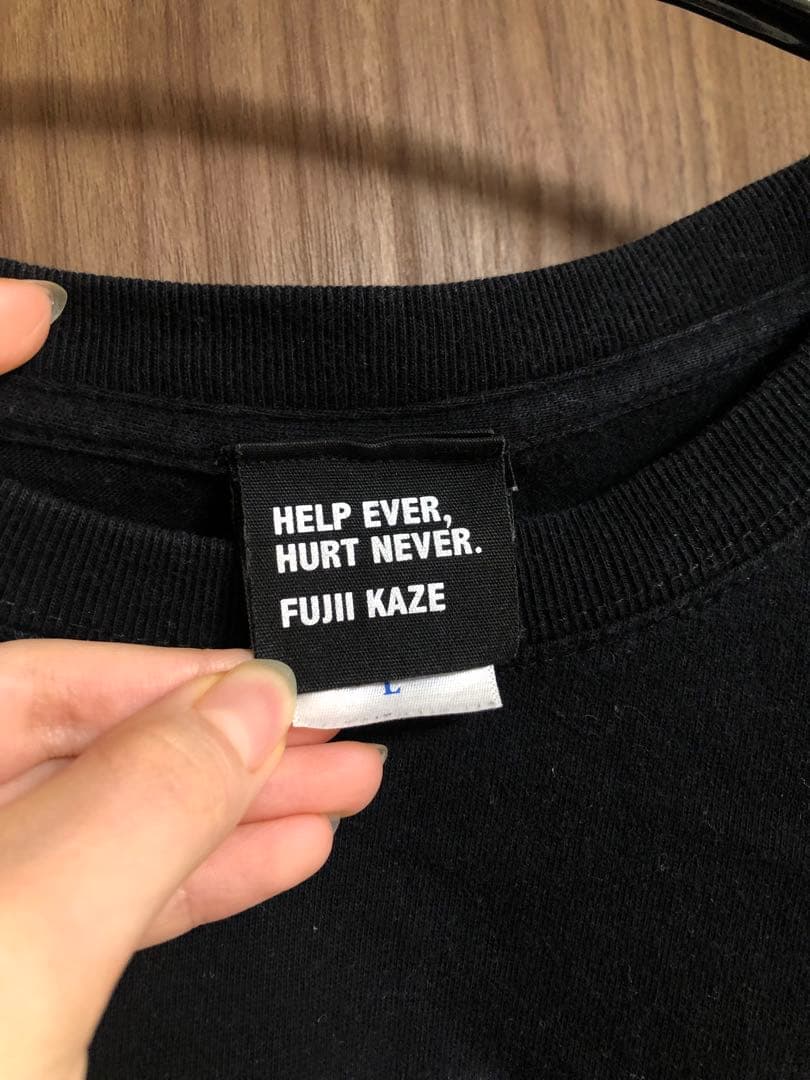 HELP EVER,
HURT NEVER.
FUJII KAZE
L